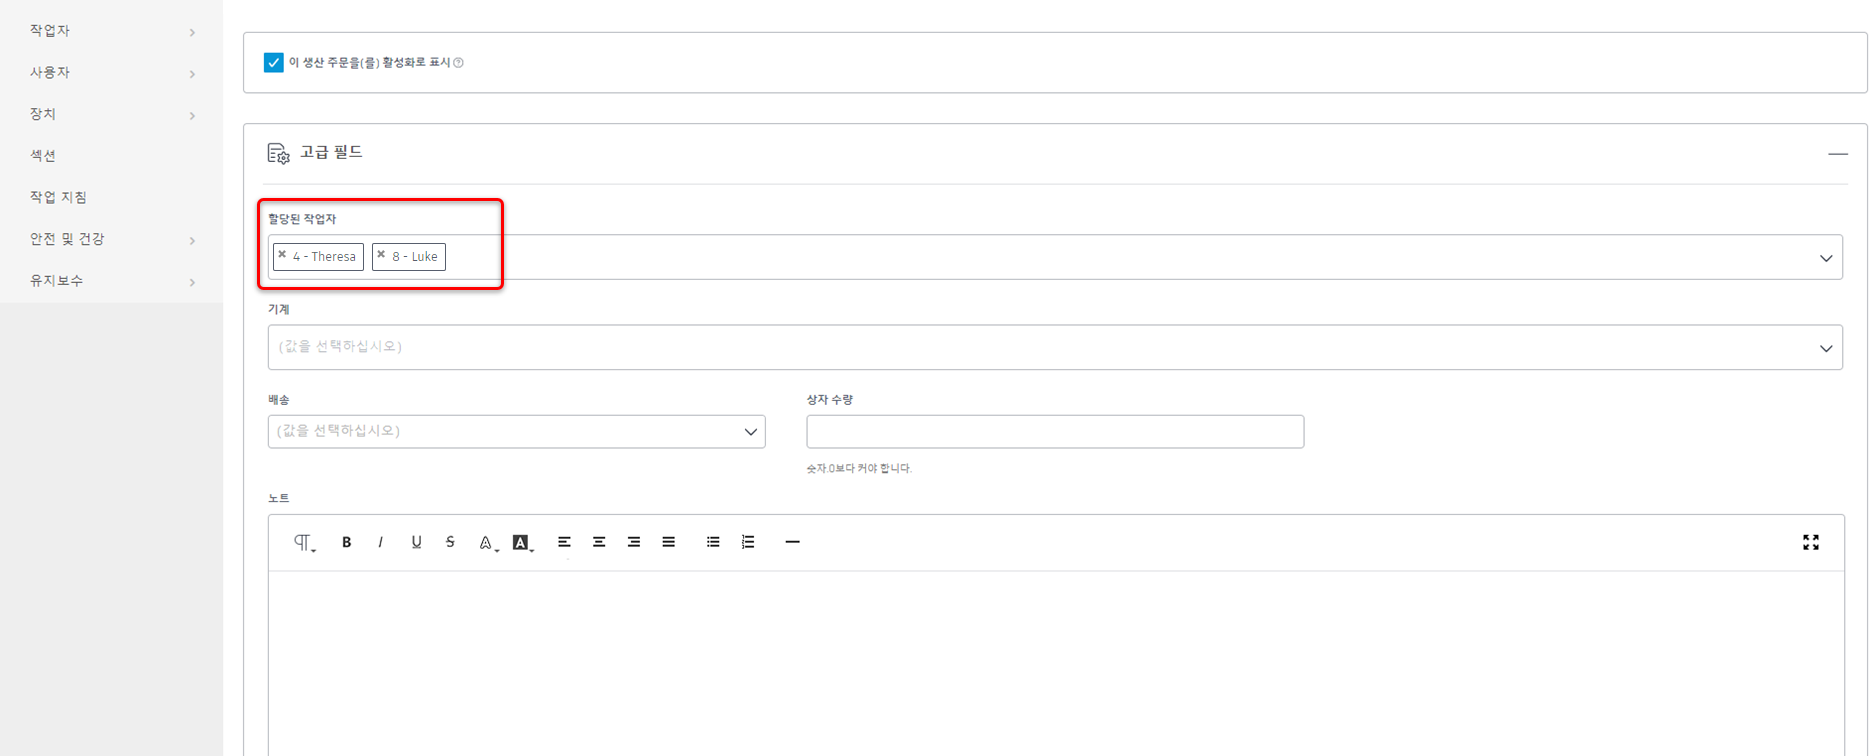 작업자
사용자
장치
섹션
작업 지침
안전 및 건강
유지보수
이 생산 주문을(를) 활성화로 표시
고급 필드
할당된 작업자
× 4 - Theresa × 8 - Luke
기계
(값을 선택하십시오)
배송
상자 수량
(값을 선택하십시오)
숫자.0보다 커야 합니다.
노트
B I U S A A